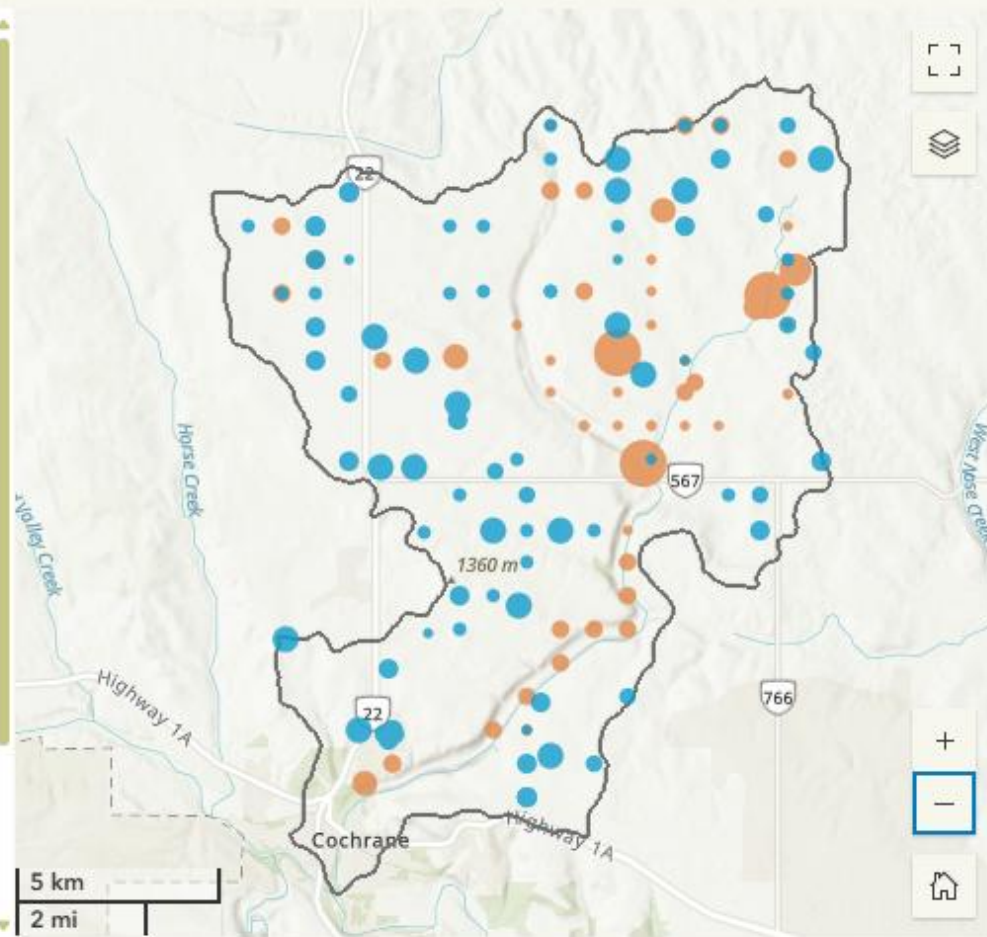 22
Horse Creek
West Nose Creek
567
Valley Creek
1360 m
Highway 1A
22
766
+
−
Cochrane
Highway 1A
5 km
2 mi